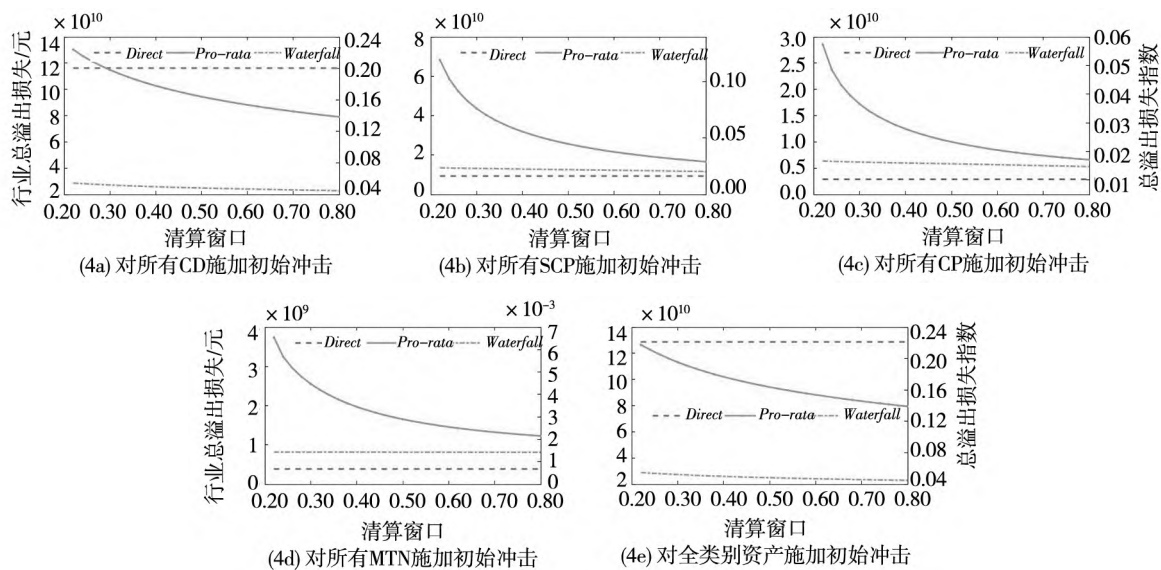 × 10^10
行业总溢出损失/元
14
12
10
8
6
4
2
Direct Pro-rata Waterfall
0.24
0.20
0.16
0.12
0.08
0.04
0.20 0.30 0.40 0.50 0.60 0.70 0.80
清算窗口
(4a) 对所有CD施加初始冲击
× 10^10
8
6
4
2
0
Direct Pro-rata Waterfall
0.10
0.05
0.00
0.20 0.30 0.40 0.50 0.60 0.70 0.80
清算窗口
(4b) 对所有SCP施加初始冲击
× 10^10
3.0
2.5
2.0
1.5
1.0
0.5
0.0
Direct Pro-rata Waterfall
0.06
0.05
0.04
0.03
0.02
0.01
总溢出损失指数
0.20 0.30 0.40 0.50 0.60 0.70 0.80
清算窗口
(4c) 对所有CP施加初始冲击
× 10^9
× 10^-3
行业总溢出损失/元
4
3
2
1
0
Direct Pro-rata Waterfall
7
6
5
4
3
2
1
0
0.20 0.30 0.40 0.50 0.60 0.70 0.80
清算窗口
(4d) 对所有MTN施加初始冲击
× 10^10
14
12
10
8
6
4
2
Direct Pro-rata Waterfall
0.24
0.20
0.16
0.12
0.08
0.04
总溢出损失指数
0.20 0.30 0.40 0.50 0.60 0.70 0.80
清算窗口
(4e) 对全类别资产施加初始冲击